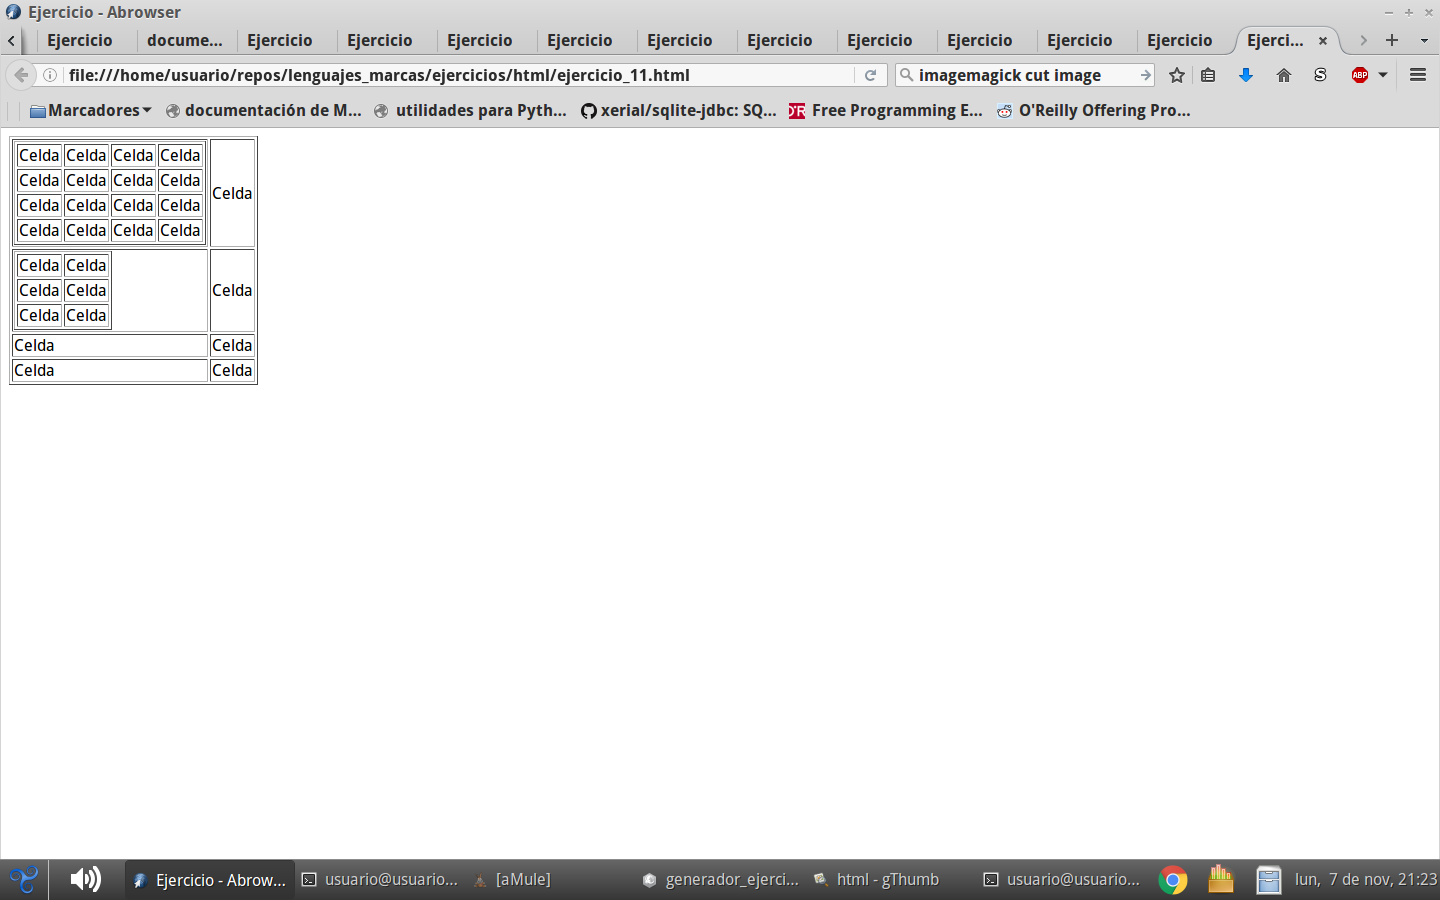 Ejercicio - Abrowser
Ejercicio docume... Ejercicio Ejercicio Ejercicio Ejercicio Ejercicio Ejercicio Ejercicio Ejercicio Ejercicio Ejercicio Ejerci...
file:///home/usuario/repos/lenguajes_marcas/ejercicios/html/ejercicio_11.html imagemagick cut image S ABP
Marcadores documentación de M... utilidades para Pyth... xerial/sqlite-jdbc: SQ... Free Programming E... O'Reilly Offering Pro...
Celda Celda Celda Celda
Celda Celda Celda Celda
Celda
Celda Celda Celda Celda
Celda Celda Celda Celda
Celda Celda
Celda Celda Celda
Celda Celda
Celda Celda
Celda Celda
Ejercicio - Abrow... usuario@usuario... [aMule] generador_ejerci... html - gThumb usuario@usuario... lun, 7 de nov, 21:23